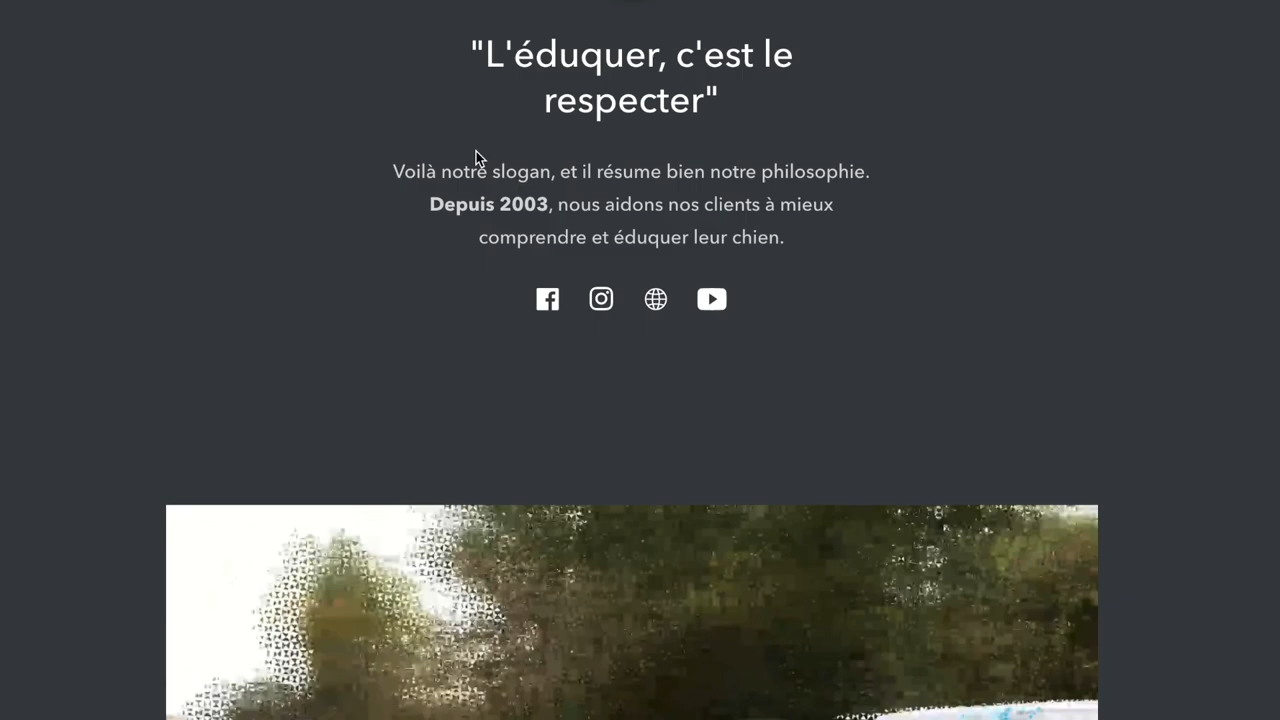 "L'éduquer, c'est le
respecter"
Voilà notre slogan, et il résume bien notre philosophie.
Depuis 2003, nous aidons nos clients à mieux
comprendre et éduquer leur chien.